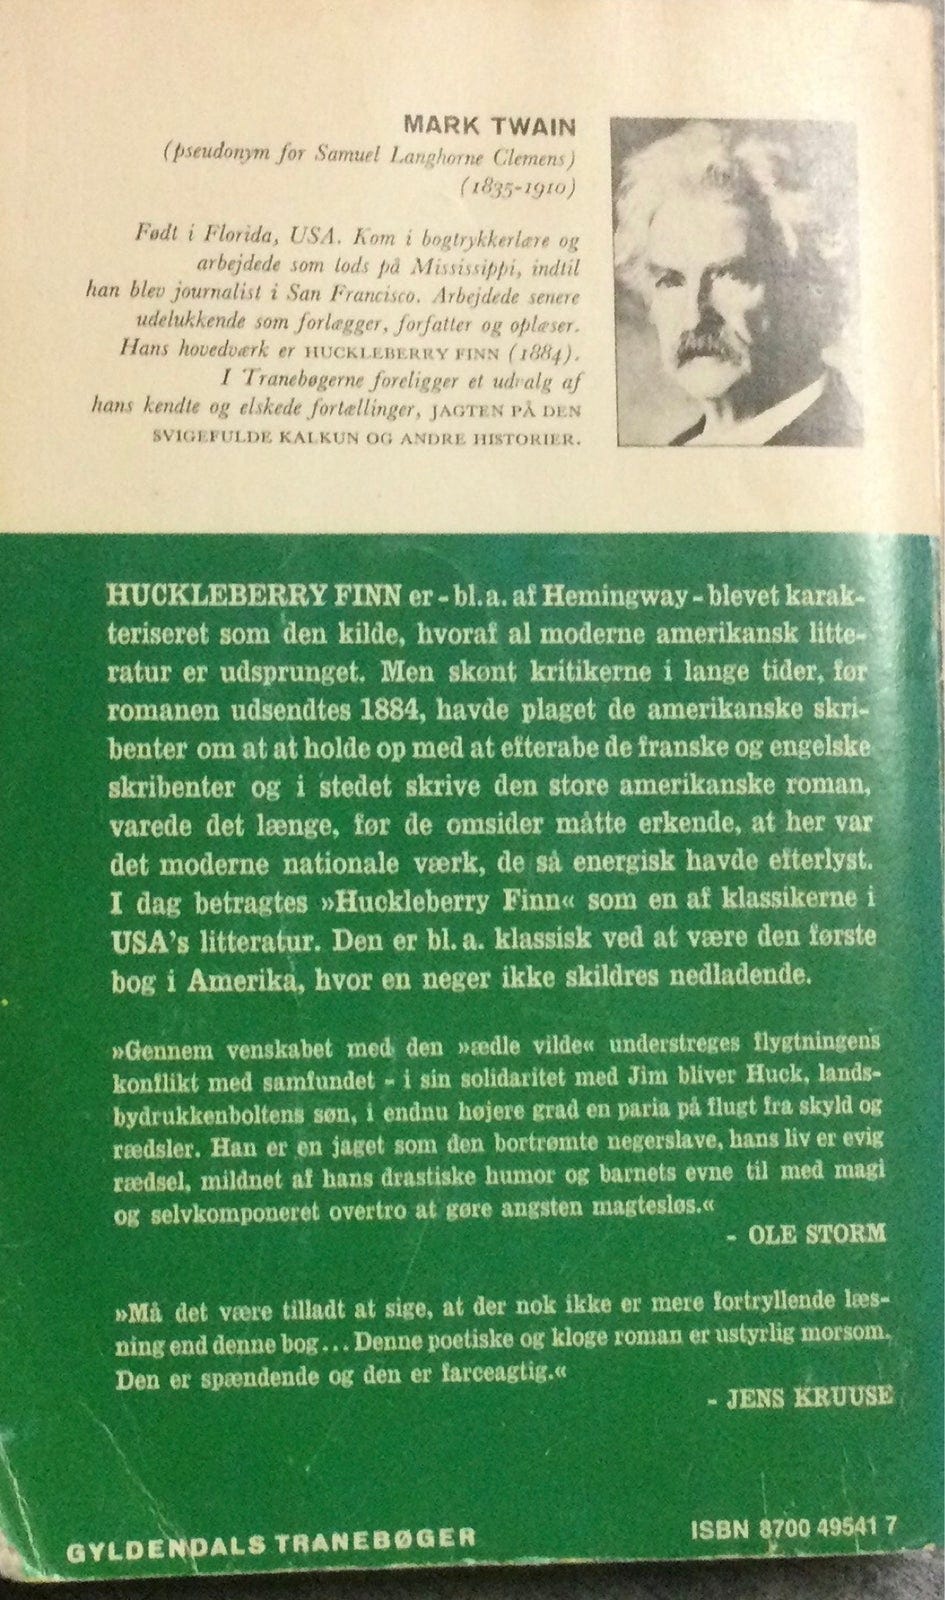 MARK TWAIN
(pseudonym for Samuel Langhorne Clemens)
(1835-1910)
Født i Florida, USA. Kom i bogtrykkerlære og
arbejdede som lods på Mississippi, indtil
han blev journalist i San Francisco. Arbejdede senere
udelukkende som forlægger, forfatter og oplæser.
Hans hovedværk er HUCKLEBERRY FINN (1884).
I Tranebøgerne foreligger et udvalg af
hans kendte og elskede fortællinger, JAGTEN PÅ DEN
SVIGEFULDE KALKUN OG ANDRE HISTORIER.
HUCKLEBERRY FINN er - bl. a. af Hemingway - blevet karak-
teriseret som den kilde, hvoraf al moderne amerikansk litte-
ratur er udsprunget. Men skønt kritikerne i lange tider, før
romanen udsendtes 1884, havde plaget de amerikanske skri-
benter om at at holde op med at efterabe de franske og engelske
skribenter og i stedet skrive den store amerikanske roman,
varede det længe, før de omsider måtte erkende, at her var
det moderne nationale værk, de så energisk havde efterlyst.
I dag betragtes »Huckleberry Finn« som en af klassikerne i
USA's litteratur. Den er bl. a. klassisk ved at være den første
bog i Amerika, hvor en neger ikke skildres nedladende.
»Gennem venskabet med den »ædle vilde« understreges flygtningens
konflikt med samfundet - i sin solidaritet med Jim bliver Huck, lands-
bydrukkenboltens søn, i endnu højere grad en paria på flugt fra skyld og
rædsler. Han er en jaget som den bortrømte negerslave, hans liv er evig
rædsel, mildnet af hans drastiske humor og barnets evne til med magi
og selvkomponeret overtro at gøre angsten magtesløs.«
- OLE STORM
»Må det være tilladt at sige, at der nok ikke er mere fortryllende læs-
ning end denne bog... Denne poetiske og kloge roman er ustyrlig morsom.
Den er spændende og den er farceagtig.«
- JENS KRUUSE
GYLDENDALS TRANEBØGER
ISBN 8700 49541 7